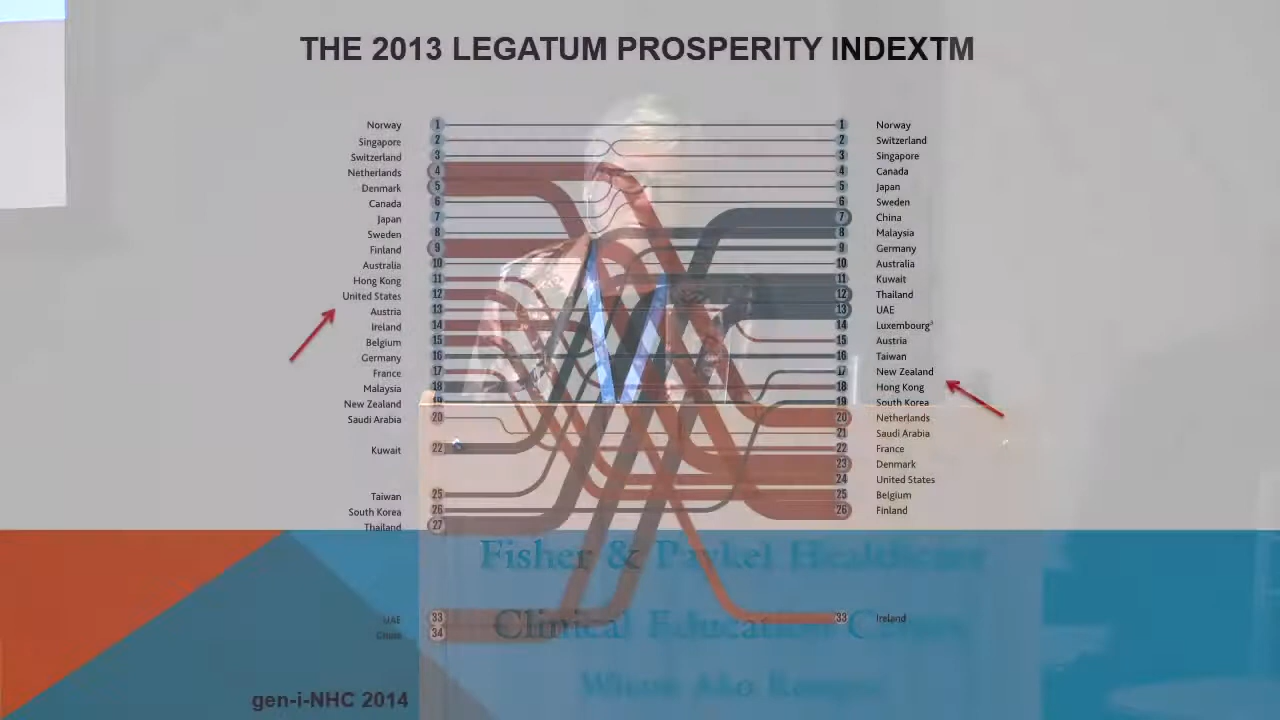 THE 2013 LEGATUM PROSPERITY INDEXTM
Norway 1 1 Norway
Singapore 2 2 Switzerland
Switzerland 3 3 Singapore
Netherlands 4 4 Canada
Denmark 5 5 Japan
Canada 6 6 Sweden
Japan 7 7 China
Sweden 8 8 Malaysia
Finland 9 9 Germany
Australia 10 10 Australia
Hong Kong 11 11 Kuwait
United States 12 12 Thailand
Austria 13 13 UAE
Ireland 14 14 Luxembourg³
Belgium 15 15 Austria
Germany 16 16 Taiwan
France 17 17 New Zealand
Malaysia 18 18 Hong Kong
New Zealand 19 19 South Korea
Saudi Arabia 20 20 Netherlands
21 Saudi Arabia
Kuwait 22 22 France
23 Denmark
24 United States
Taiwan 25 25 Belgium
South Korea 26 26 Finland
Thailand 27
UAE 33 33 Ireland
China 34
Fisher & Paykel Healthcare
Clinical Education Centre
Whare Ako
gen-i-NHC 2014